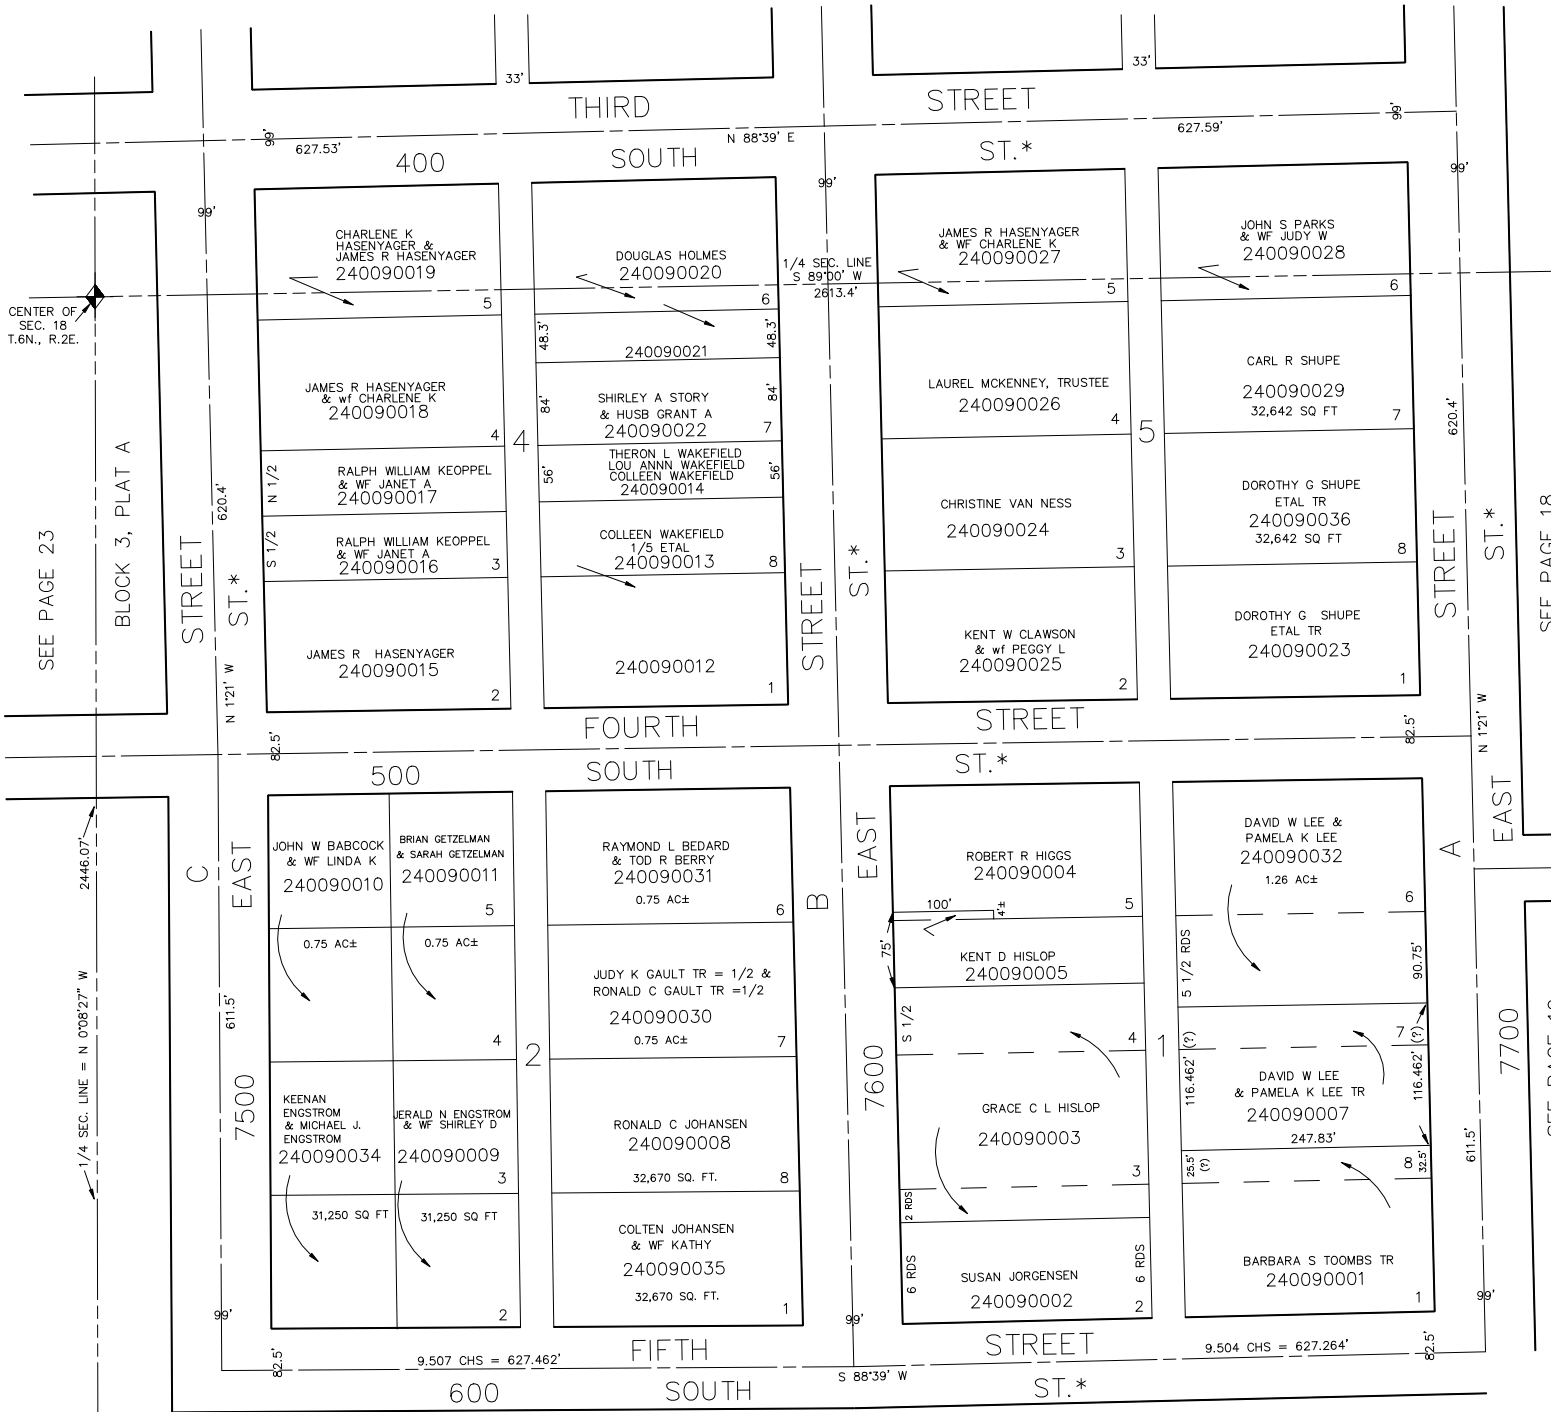 33'
33'
THIRD
STREET
99'
627.53'
N 88°39' E
627.59'
99'
400
SOUTH
ST.*
99'
99'
99'
CHARLENE K
HASENYAGER &
JAMES R HASENYAGER
240090019
5
DOUGLAS HOLMES
240090020
6
1/4 SEC. LINE
S 89°00' W
2613.4'
JAMES R HASENYAGER
& WF CHARLENE K
240090027
5
JOHN S PARKS
& WF JUDY W
240090028
6
CENTER OF
SEC. 18
T.6N., R.2E.
48.3'
240090021
48.3'
JAMES R HASENYAGER
& wf CHARLENE K
240090018
4
4
84'
SHIRLEY A STORY
& HUSB GRANT A
240090022
84'
7
LAUREL MCKENNEY, TRUSTEE
240090026
4
5
CARL R SHUPE
240090029
32,642 SQ FT
7
620.4'
SEE PAGE 23
BLOCK 3, PLAT A
620.4'
N 1/2
RALPH WILLIAM KEOPPEL
& WF JANET A
240090017
56'
THERON L WAKEFIELD
LOU ANNN WAKEFIELD
COLLEEN WAKEFIELD
240090014
56'
S 1/2
RALPH WILLIAM KEOPPEL
& WF JANET A
240090016
3
COLLEEN WAKEFIELD
1/5 ETAL
240090013
8
CHRISTINE VAN NESS
240090024
3
DOROTHY G SHUPE
ETAL TR
240090036
32,642 SQ FT
8
STREET
ST.*
STREET
ST.*
STREET
ST.*
SEE PAGE 18
JAMES R HASENYAGER
240090015
2
240090012
1
KENT W CLAWSON
& wf PEGGY L
240090025
2
DOROTHY G SHUPE
ETAL TR
240090023
1
N 1°21' W
N 1°21' W
FOURTH
STREET
82.5'
82.5'
500
SOUTH
ST.*
2446.07'
1/4 SEC. LINE = N 0°08'27" W
C
EAST
JOHN W BABCOCK
& WF LINDA K
240090010
0.75 AC±
BRIAN GETZELMAN
& SARAH GETZELMAN
240090011
5
0.75 AC±
4
RAYMOND L BEDARD
& TOD R BERRY
240090031
0.75 AC±
6
B
EAST
ROBERT R HIGGS
240090004
5
100'
4'±
75'
KENT D HISLOP
240090005
DAVID W LEE &
PAMELA K LEE
240090032
1.26 AC±
6
A
EAST
5 1/2 RDS
90.75'
611.5'
JUDY K GAULT TR = 1/2 &
RONALD C GAULT TR =1/2
240090030
0.75 AC±
7
2
S 1/2
4
1
7
7500
7600
7700
KEENAN
ENGSTROM
& MICHAEL J.
ENGSTROM
240090034
31,250 SQ FT
JERALD N ENGSTROM
& WF SHIRLEY D
240090009
3
31,250 SQ FT
2
RONALD C JOHANSEN
240090008
32,670 SQ. FT.
8
GRACE C L HISLOP
240090003
3
116.462' (?)
DAVID W LEE
& PAMELA K LEE TR
240090007
247.83'
116.462' (?)
25.5'
(?)
8
32.5'
611.5'
COLTEN JOHANSEN
& WF KATHY
240090035
32,670 SQ. FT.
1
2 RDS
6 RDS
SUSAN JORGENSEN
240090002
6 RDS
2
BARBARA S TOOMBS TR
240090001
1
99'
99'
99'
82.5'
9.507 CHS = 627.462'
FIFTH
STREET
9.504 CHS = 627.264'
82.5'
S 88°39' W
600
SOUTH
ST.*